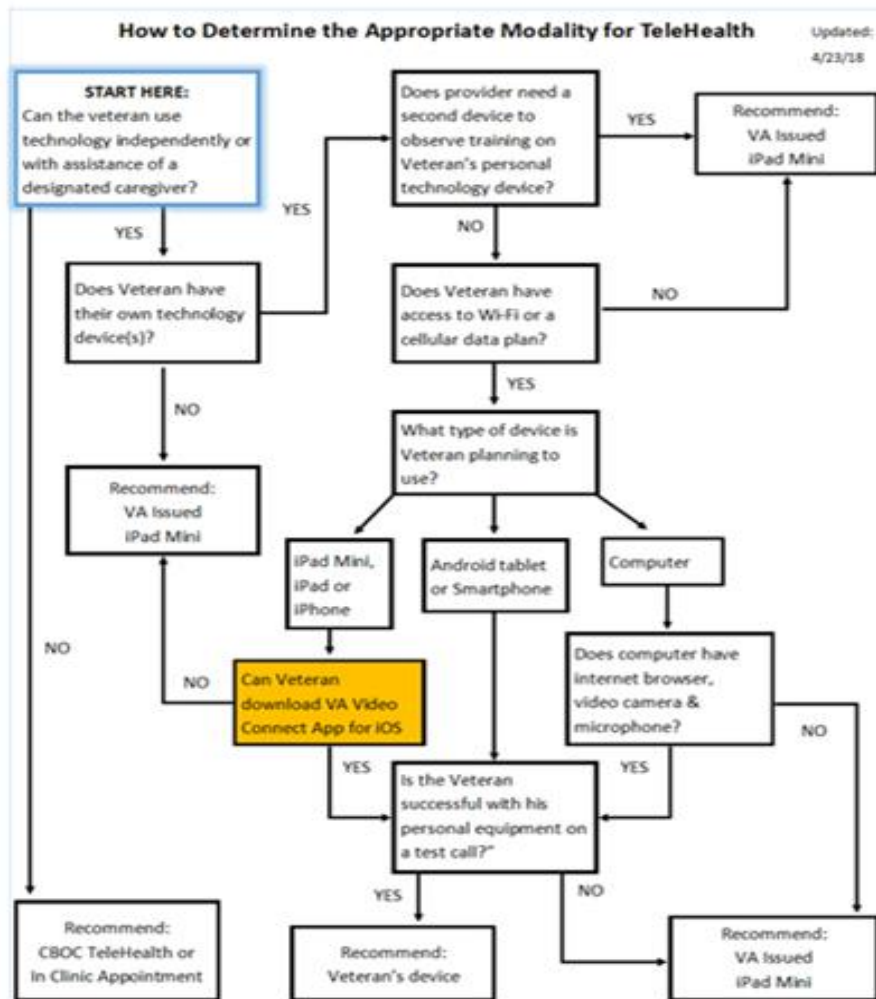 How to Determine the Appropriate Modality for TeleHealth
Updated:
4/23/18
START HERE:
Can the veteran use
technology independently or
with assistance of a
designated caregiver?
Does provider need a
second device to
observe training on
Veteran's personal
technology device?
YES
Recommend:
VA Issued
iPad Mini
YES
YES
NO
Does Veteran have
their own technology
device(s)?
Does Veteran have
access to Wi-Fi or a
cellular data plan?
NO
NO
YES
What type of device is
Veteran planning to
use?
Recommend:
VA Issued
iPad Mini
iPad Mini,
iPad or
iPhone
Android tablet
or Smartphone
Computer
NO
NO
Can Veteran
download VA Video
Connect App for iOS
Does computer have
internet browser,
video camera &
microphone?
NO
YES
YES
Is the Veteran
successful with his
personal equipment on
a test call?"
YES
NO
Recommend:
CBOC TeleHealth or
In Clinic Appointment
Recommend:
Veteran's device
Recommend:
VA Issued
iPad Mini